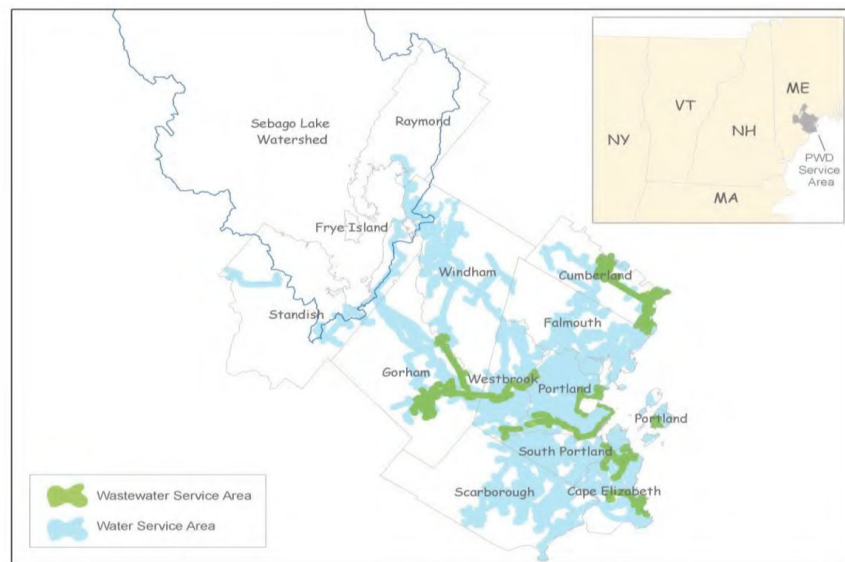 Sebago Lake
Watershed
Raymond
Frye Island
Windham
Standish
Cumberland
Falmouth
Gorham
Westbrook
Portland
Portland
South Portland
Scarborough
Cape Elizabeth
Wastewater Service Area
Water Service Area
NY
VT
NH
ME
MA
PWD
Service
Area